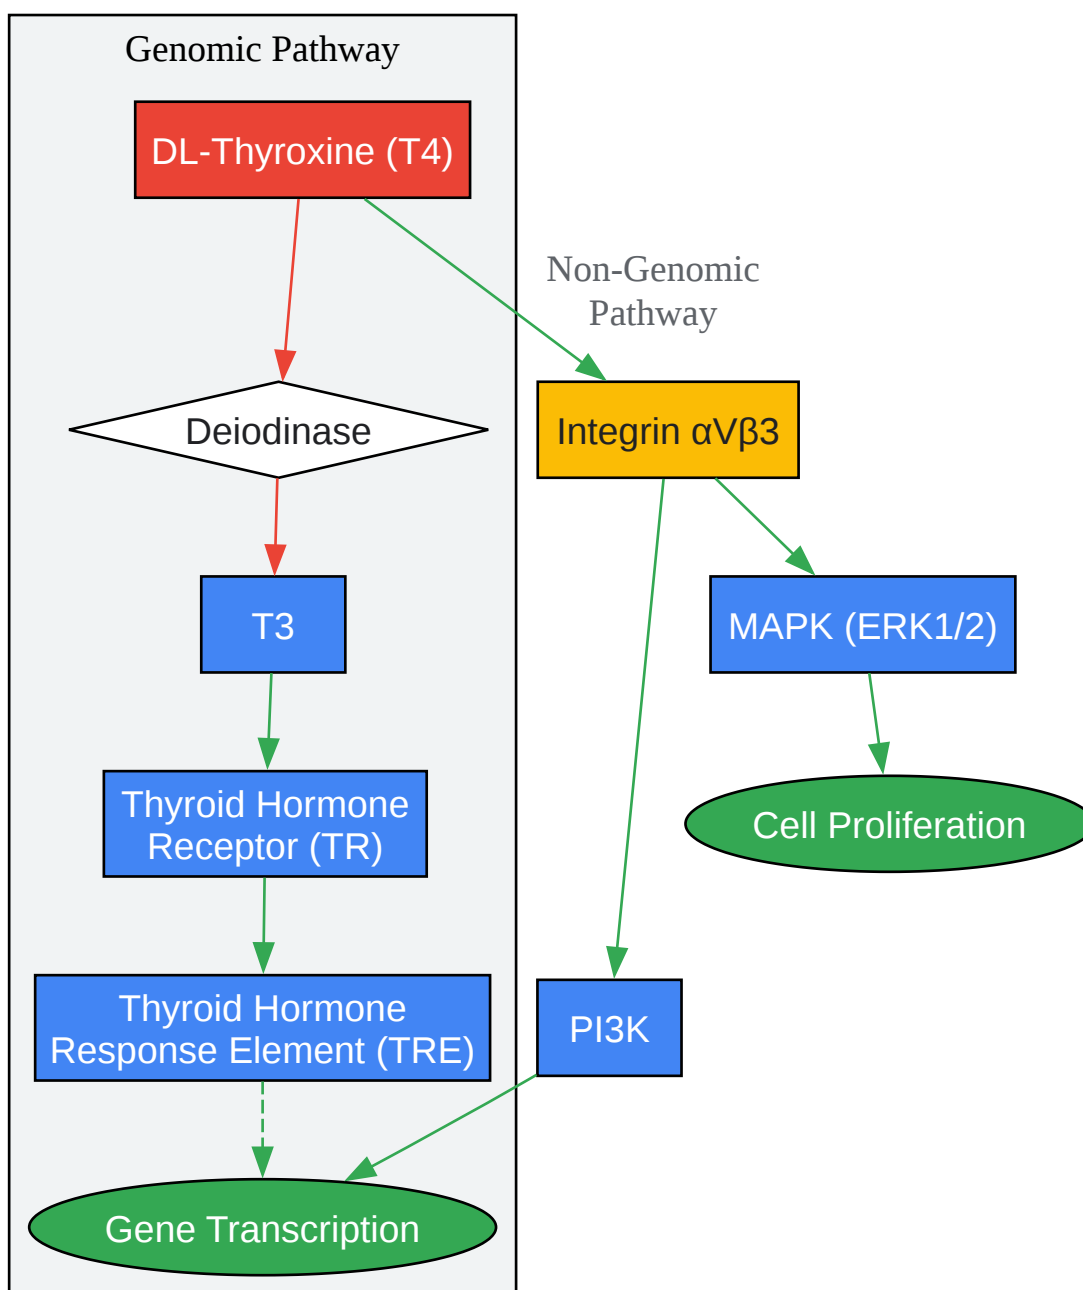 Genomic Pathway
DL-Thyroxine (T4)
Non-Genomic
Pathway
Deiodinase
Integrin αVβ3
T3
MAPK (ERK1/2)
Thyroid Hormone
Receptor (TR)
Cell Proliferation
Thyroid Hormone
Response Element (TRE)
PI3K
Gene Transcription